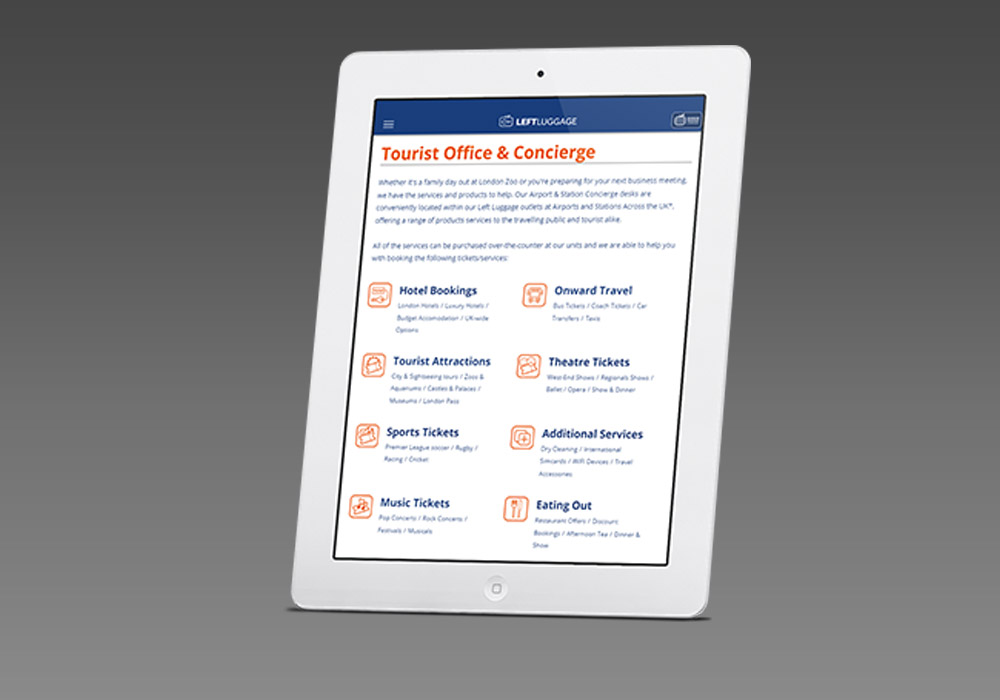 LEFTLUGGAGE
Tourist Office & Concierge
Whether it's a family day out at London Zoo or you're preparing for your next business meeting,
we have the services and products to help. Our Airport & Station Concierge desks are
conveniently located within our Left Luggage outlets at Airports and Stations Across the UK*,
offering a range of products services to the travelling public and tourist alike.
All of the services can be purchased over-the-counter at our units and we are able to help you
with booking the following tickets/services:
Hotel Bookings
London Hotels / Luxury Hotels /
Budget Accomodation / UK-wide
Options
Onward Travel
Bus Tickets / Coach Tickets / Car
Transfers / Taxis
Tourist Attractions
City & Sightseeing tours / Zoos &
Aquariums / Castles & Palaces /
Museums / London Pass
Theatre Tickets
West-End Shows / Regionals Shows /
Ballet / Opera / Show & Dinner
Sports Tickets
Premier League soccer / Rugby /
Racing / Cricket
Additional Services
Dry Cleaning / International
Simcards / WiFi Devices / Travel
Accessories
Music Tickets
Pop Concerts / Rock Concerts /
Festivals / Musicals
Eating Out
Restaurant Offers / Discount
Bookings / Afternoon Tea / Dinner &
Show